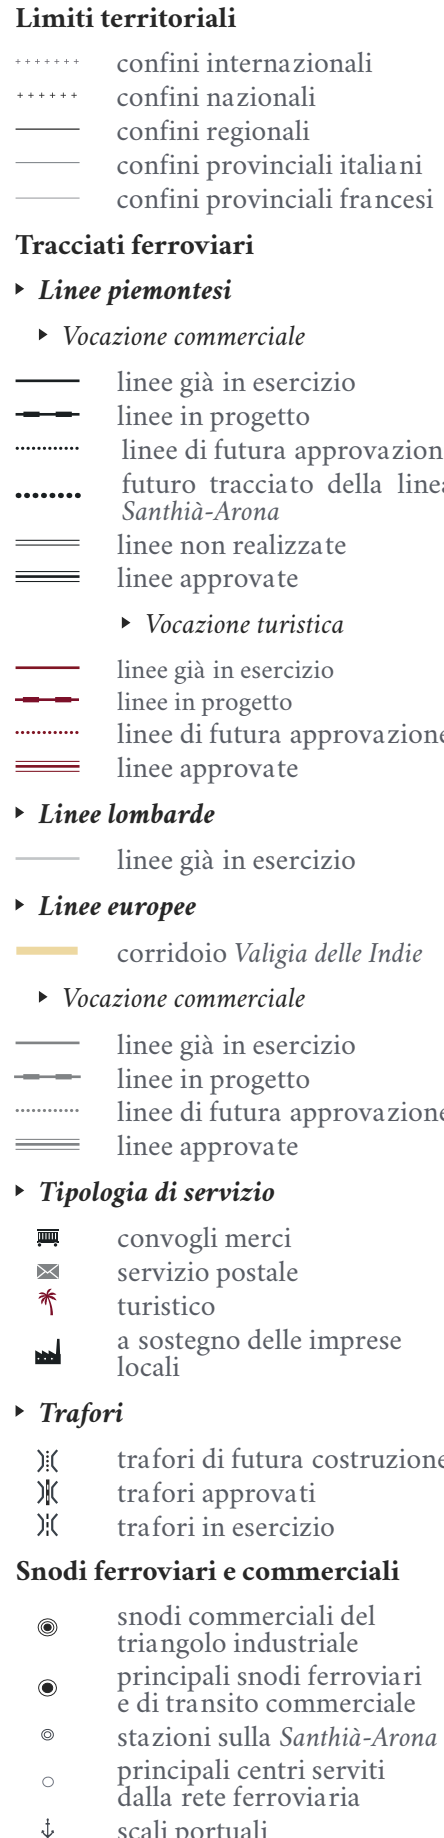 Limiti territoriali
confini internazionali
confini nazionali
confini regionali
confini provinciali italiani
confini provinciali francesi
Tracciati ferroviari
Linee piemontesi
Vocazione commerciale
linee già in esercizio
linee in progetto
linee di futura approvazion
futuro tracciato della linea
Santhià-Arona
linee non realizzate
linee approvate
Vocazione turistica
linee già in esercizio
linee in progetto
linee di futura approvazione
linee approvate
Linee lombarde
linee già in esercizio
Linee europee
corridoio Valigia delle Indie
Vocazione commerciale
linee già in esercizio
linee in progetto
linee di futura approvazione
linee approvate
Tipologia di servizio
convogli merci
servizio postale
turistico
a sostegno delle imprese
locali
Trafori
trafori di futura costruzione
trafori approvati
trafori in esercizio
Snodi ferroviari e commerciali
snodi commerciali del
triangolo industriale
principali snodi ferroviari
e di transito commerciale
stazioni sulla Santhià-Arona
principali centri serviti
dalla rete ferroviaria
scali portuali